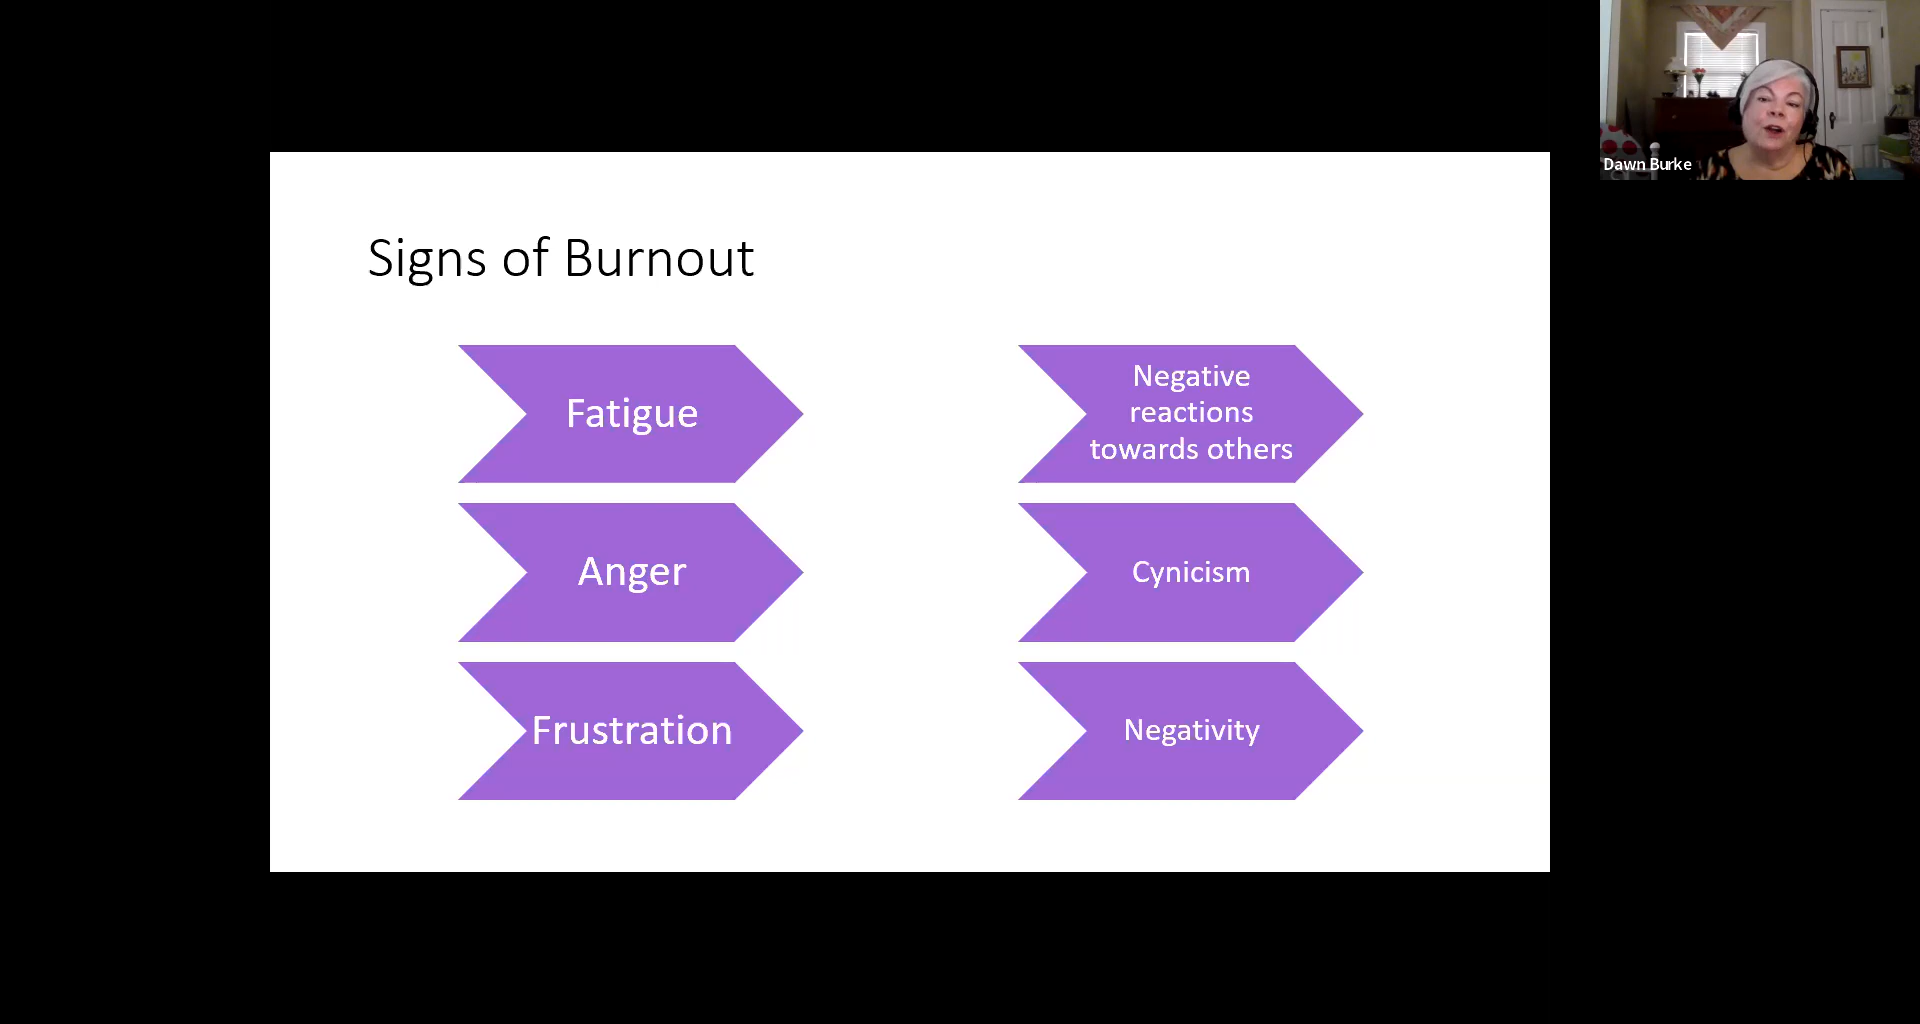 Signs of Burnout
Fatigue
Anger
Frustration
Negative
reactions
towards others
Cynicism
Negativity
Dawn Burke